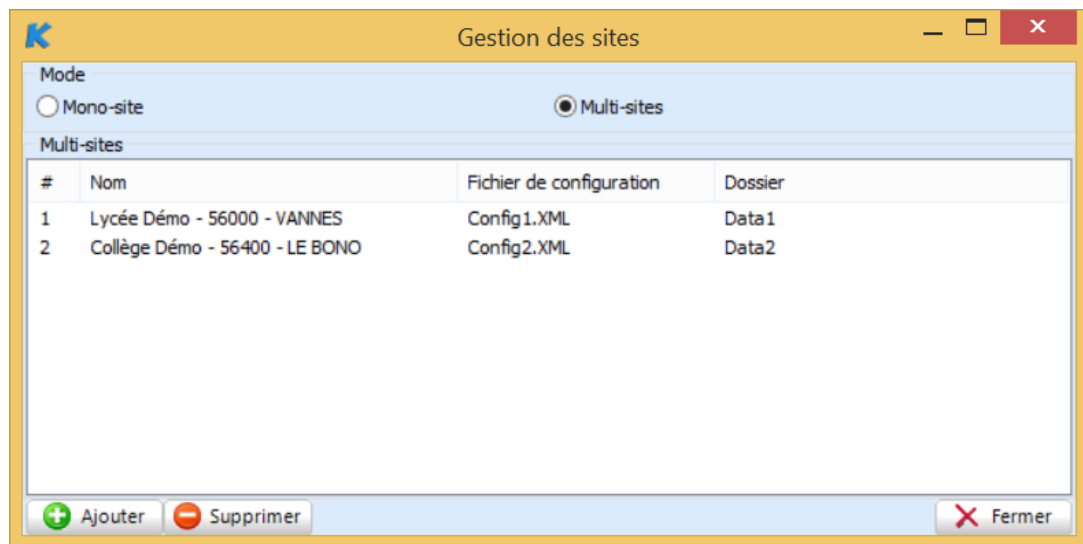 Gestion des sites
Mode
Mono-site Multi-sites
Multi-sites
# Nom Fichier de configuration Dossier
1 Lycée Démo - 56000 - VANNES Config1.XML Data1
2 Collège Démo - 56400 - LE BONO Config2.XML Data2
Ajouter Supprimer Fermer